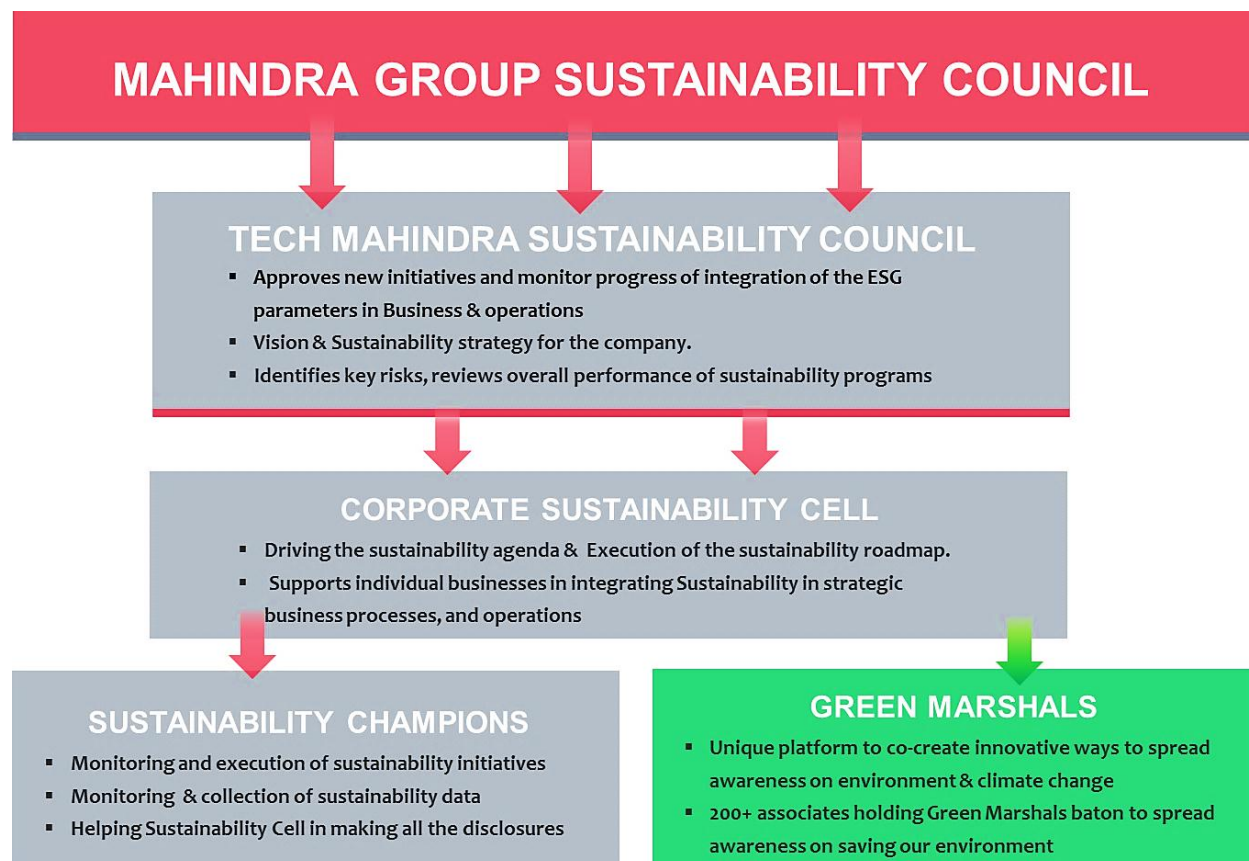 MAHINDRA GROUP SUSTAINABILITY COUNCIL
TECH MAHINDRA SUSTAINABILITY COUNCIL
▪ Approves new initiatives and monitor progress of integration of the ESG
parameters in Business & operations
▪ Vision & Sustainability strategy for the company.
▪ Identifies key risks, reviews overall performance of sustainability programs
CORPORATE SUSTAINABILITY CELL
▪ Driving the sustainability agenda & Execution of the sustainability roadmap.
▪ Supports individual businesses in integrating Sustainability in strategic
business processes, and operations
SUSTAINABILITY CHAMPIONS
▪ Monitoring and execution of sustainability initiatives
▪ Monitoring & collection of sustainability data
▪ Helping Sustainability Cell in making all the disclosures
GREEN MARSHALS
▪ Unique platform to co-create innovative ways to spread
awareness on environment & climate change
▪ 200+ associates holding Green Marshals baton to spread
awareness on saving our environment